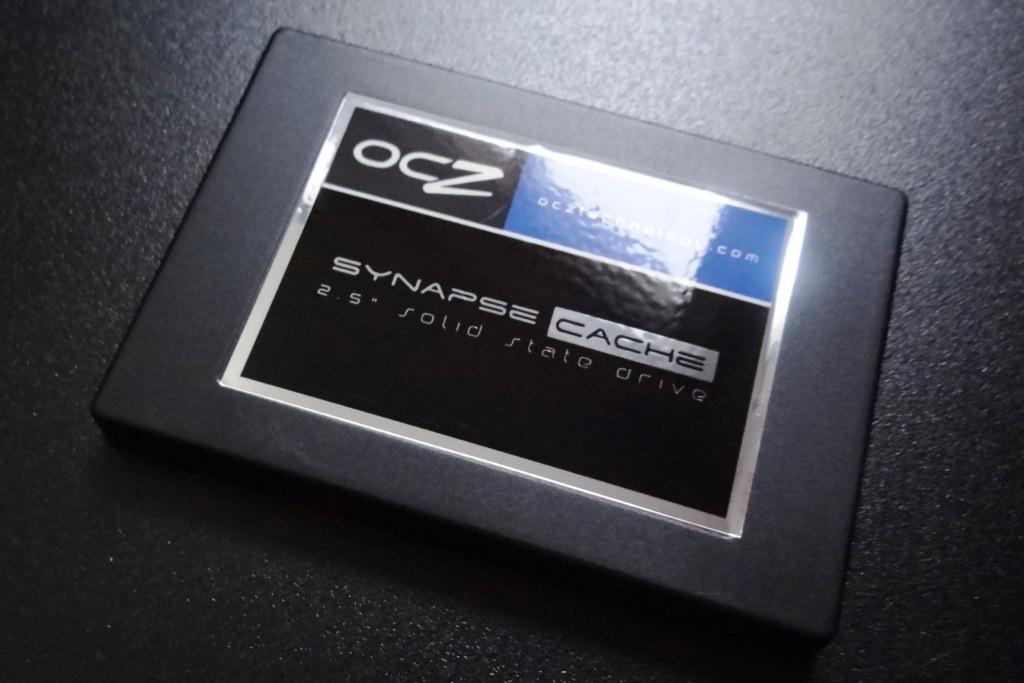 OCZ
ocztechnology.com
SYNAPSE CACHE
2.5" solid state drive